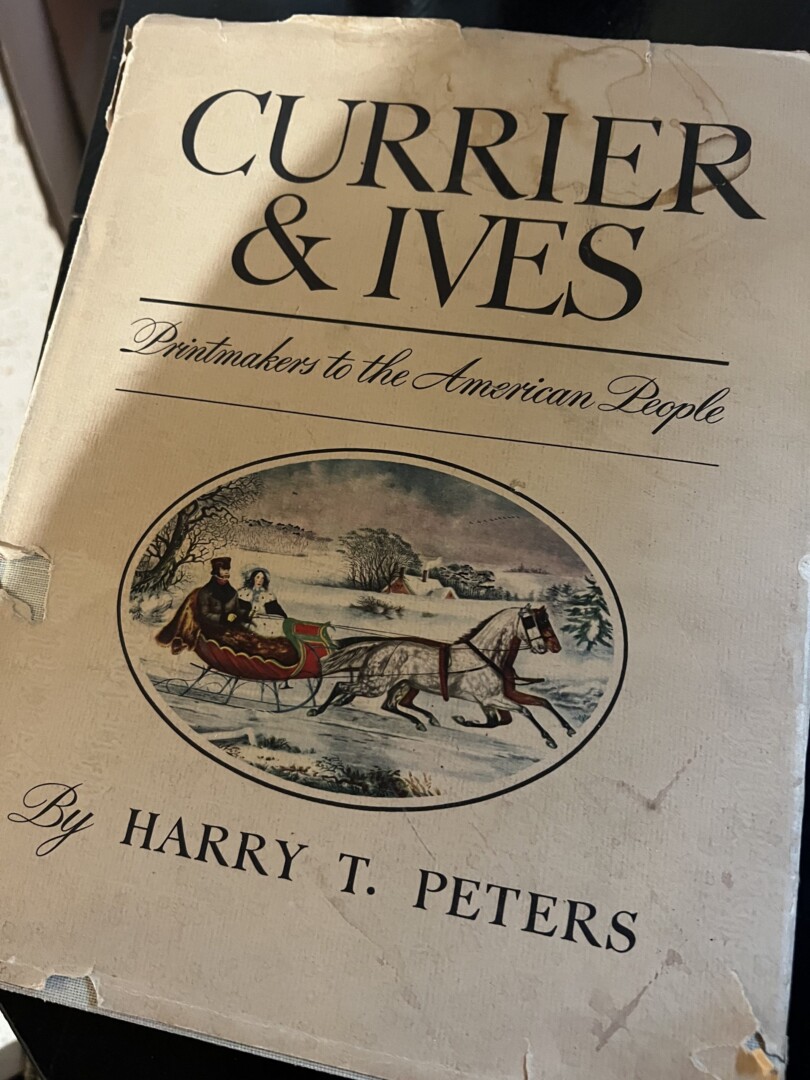 CURRIER
& IVES
Printmakers to the American People
By HARRY T. PETERS